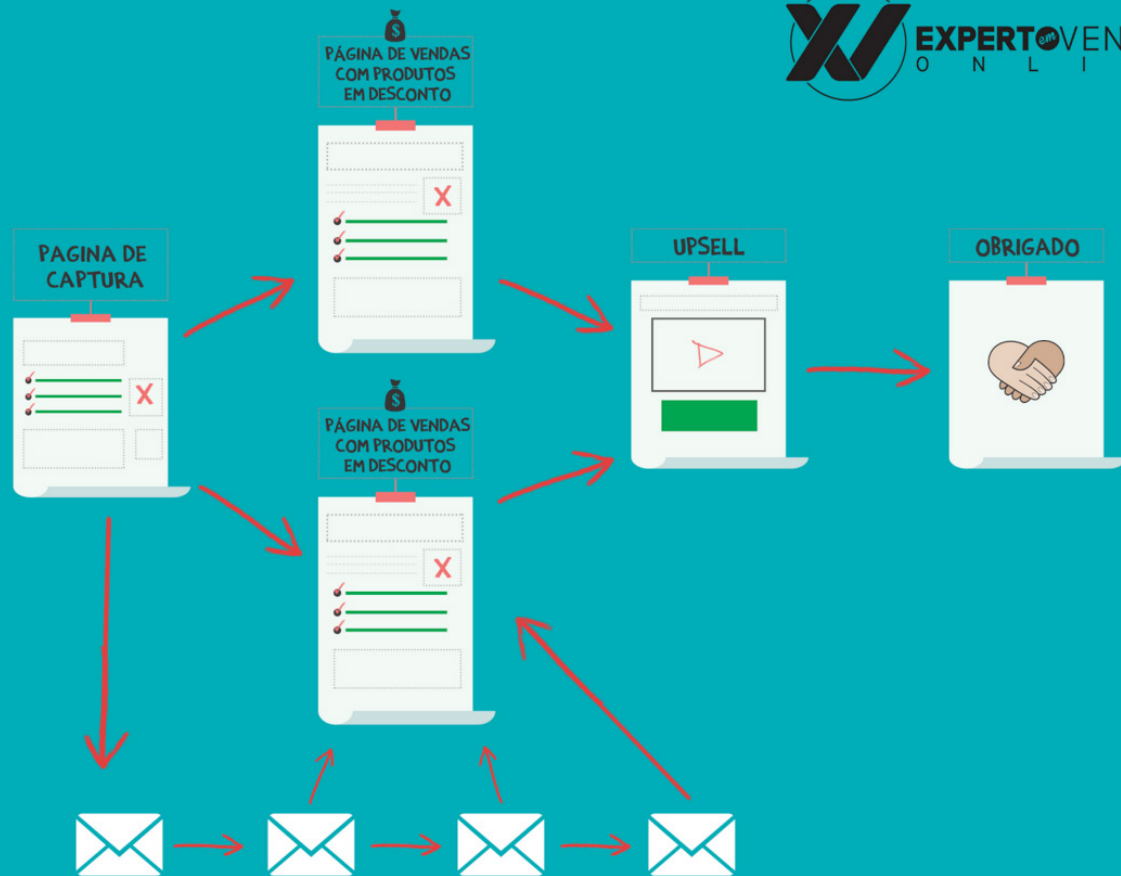 PÁGINA DE VENDAS
COM PRODUTOS
EM DESCONTO
EXPERT em VEN
O N L I
PAGINA DE
CAPTURA
UPSELL
OBRIGADO
PÁGINA DE VENDAS
COM PRODUTOS
EM DESCONTO